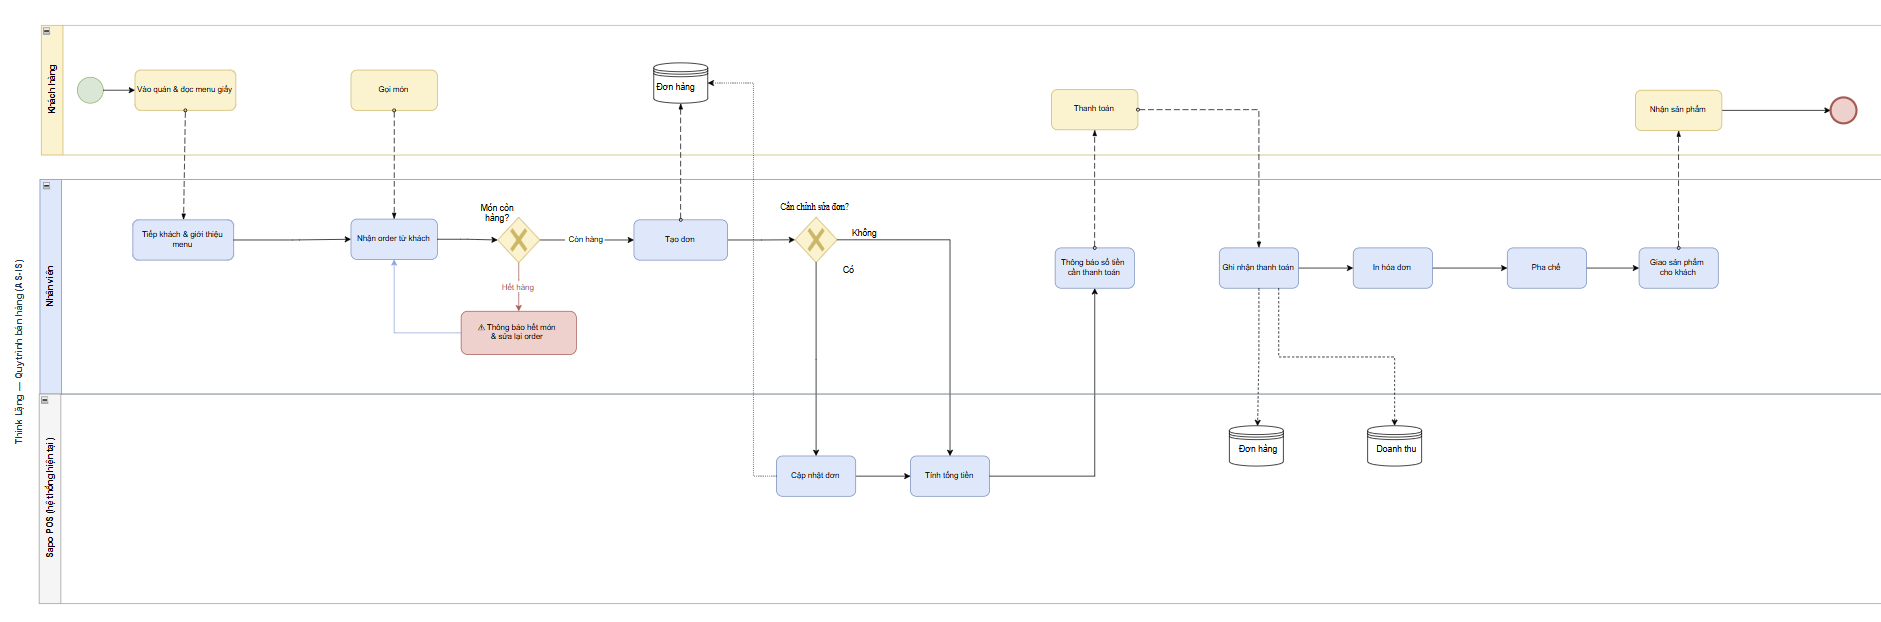 Think Lặng — Quy trình bán hàng (AS-IS)
Khách hàng
Vào quán & đọc menu giấy
Gọi món
Đơn hàng
Thanh toán
Nhận sản phẩm
Nhân viên
Tiếp khách & giới thiệu
menu
Nhận order từ khách
Món còn
hàng?
Còn hàng
Hết hàng
⚠ Thông báo hết món
& sửa lại order
Tạo đơn
Cần chỉnh sửa đơn?
Không
Có
Thông báo số tiền
cần thanh toán
Ghi nhận thanh toán
In hóa đơn
Pha chế
Giao sản phẩm
cho khách
Sapo POS (hệ thống hiện tại)
Cập nhật đơn
Tính tổng tiền
Đơn hàng
Doanh thu